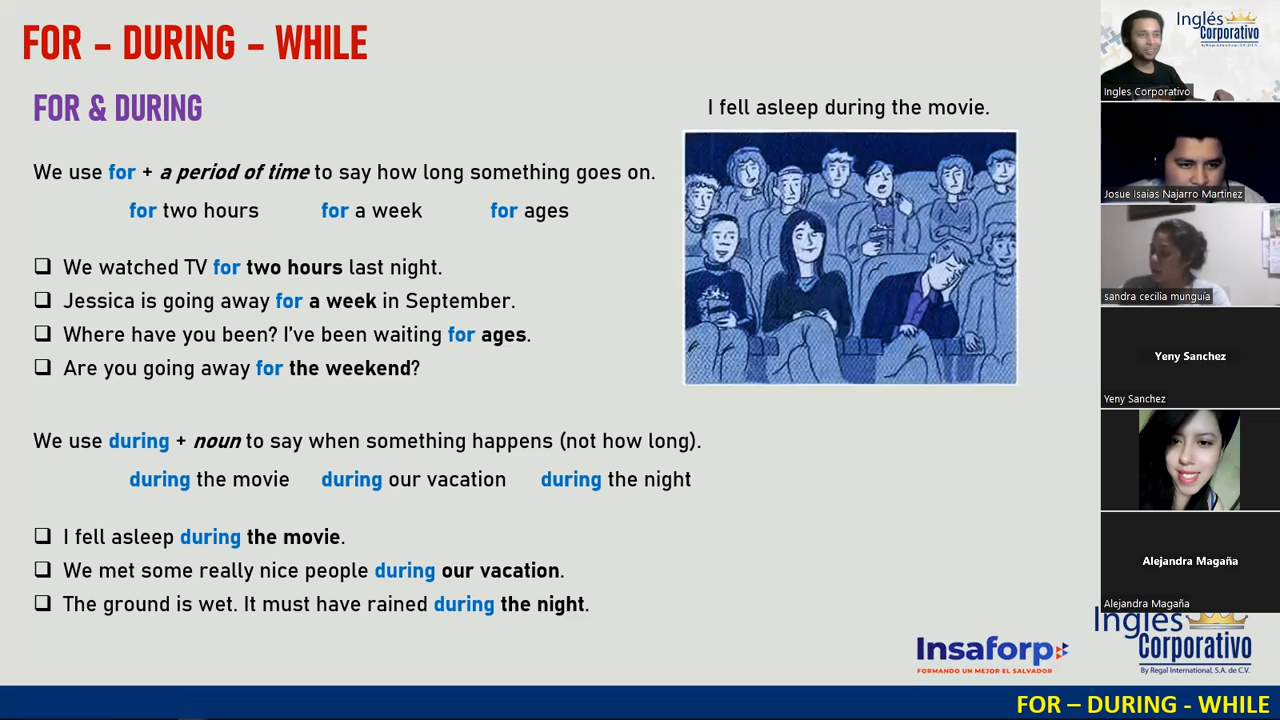 FOR – DURING – WHILE
FOR & DURING
I fell asleep during the movie.
We use for + a period of time to say how long something goes on.
for two hours for a week for ages
We watched TV for two hours last night.
Jessica is going away for a week in September.
Where have you been? I've been waiting for ages.
Are you going away for the weekend?
We use during + noun to say when something happens (not how long).
during the movie during our vacation during the night
I fell asleep during the movie.
We met some really nice people during our vacation.
The ground is wet. It must have rained during the night.
Insaforp
FORMANDO UN MEJOR EL SALVADOR
Inglés
Corporativo
By Regal International, S.A. de C.V.
FOR – DURING - WHILE
Inglés
Corporativo
By Regal International, S.A. de C.V.
Ingles Corporativo
Josue Isaias Najarro Martinez
sandra cecilia munguía
Yeny Sanchez
Yeny Sanchez
Alejandra Magaña
Alejandra Magaña